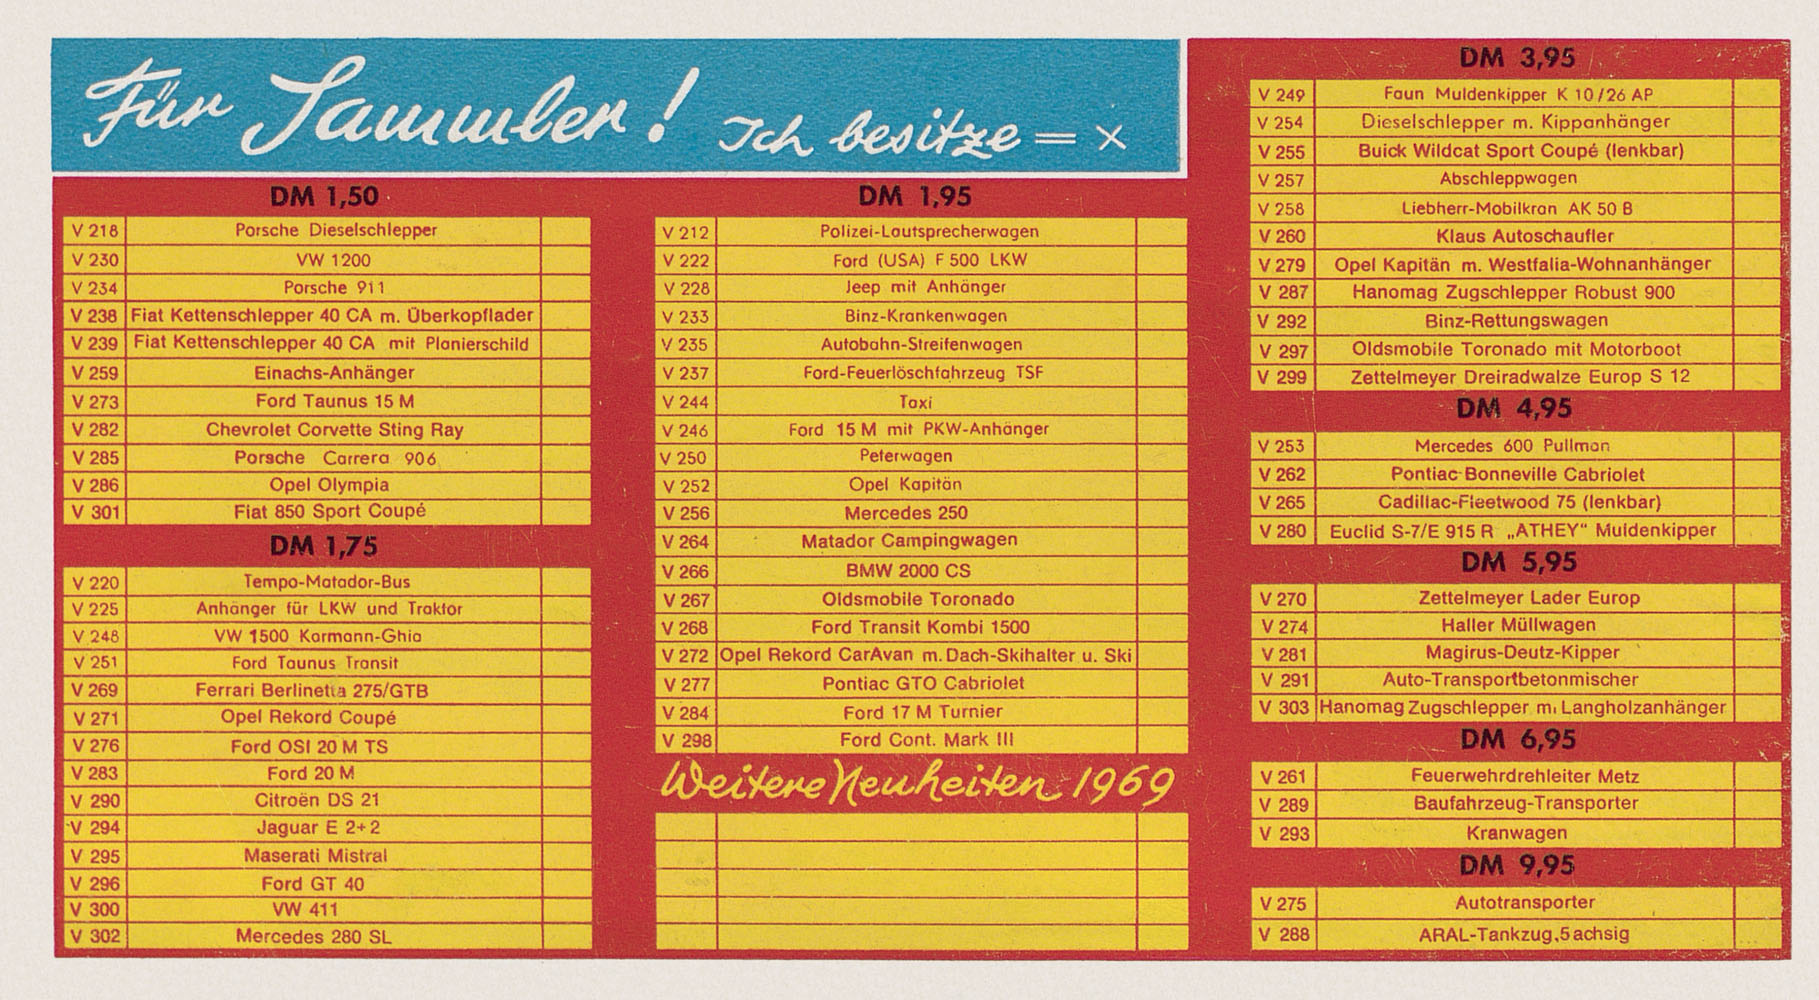 Für Sammler! Ich besitze = ×
DM 1,50
V 218 Porsche Dieselschlepper
V 230 VW 1200
V 234 Porsche 911
V 238 Fiat Kettenschlepper 40 CA m. Überkopflader
V 239 Fiat Kettenschlepper 40 CA mit Planierschild
V 259 Einachs-Anhänger
V 273 Ford Taunus 15 M
V 282 Chevrolet Corvette Sting Ray
V 285 Porsche Carrera 906
V 286 Opel Olympia
V 301 Fiat 850 Sport Coupé
DM 1,75
V 220 Tempo-Matador-Bus
V 225 Anhänger für LKW und Traktor
V 248 VW 1500 Karmann-Ghia
V 251 Ford Taunus Transit
V 269 Ferrari Berlinetta 275/GTB
V 271 Opel Rekord Coupé
V 276 Ford OSI 20 M TS
V 283 Ford 20 M
V 290 Citroën DS 21
V 294 Jaguar E 2+2
V 295 Maserati Mistral
V 296 Ford GT 40
V 300 VW 411
V 302 Mercedes 280 SL
DM 1,95
V 212 Polizei-Lautsprecherwagen
V 222 Ford (USA) F 500 LKW
V 228 Jeep mit Anhänger
V 233 Binz-Krankenwagen
V 235 Autobahn-Streifenwagen
V 237 Ford-Feuerlöschfahrzeug TSF
V 244 Taxi
V 246 Ford 15 M mit PKW-Anhänger
V 250 Peterwagen
V 252 Opel Kapitän
V 256 Mercedes 250
V 264 Matador Campingwagen
V 266 BMW 2000 CS
V 267 Oldsmobile Toronado
V 268 Ford Transit Kombi 1500
V 272 Opel Rekord CarAvan m. Dach-Skihalter u. Ski
V 277 Pontiac GTO Cabriolet
V 284 Ford 17 M Turnier
V 298 Ford Cont. Mark III
Weitere Neuheiten 1969
DM 3,95
V 249 Faun Muldenkipper K 10/26 AP
V 254 Dieselschlepper m. Kippanhänger
V 255 Buick Wildcat Sport Coupé (lenkbar)
V 257 Abschleppwagen
V 258 Liebherr-Mobilkran AK 50 B
V 260 Klaus Autoschaufler
V 279 Opel Kapitän m. Westfalia-Wohnanhänger
V 287 Hanomag Zugschlepper Robust 900
V 292 Binz-Rettungswagen
V 297 Oldsmobile Toronado mit Motorboot
V 299 Zettelmeyer Dreiradwalze Europ S 12
DM 4,95
V 253 Mercedes 600 Pullman
V 262 Pontiac-Bonneville Cabriolet
V 265 Cadillac-Fleetwood 75 (lenkbar)
V 280 Euclid S-7/E 915 R „ATHEY“ Muldenkipper
DM 5,95
V 270 Zettelmeyer Lader Europ
V 274 Haller Müllwagen
V 281 Magirus-Deutz-Kipper
V 291 Auto-Transportbetonmischer
V 303 Hanomag Zugschlepper m. Langholzanhänger
DM 6,95
V 261 Feuerwehrdrehleiter Metz
V 289 Baufahrzeug-Transporter
V 293 Kranwagen
DM 9,95
V 275 Autotransporter
V 288 ARAL-Tankzug, 5 achsig